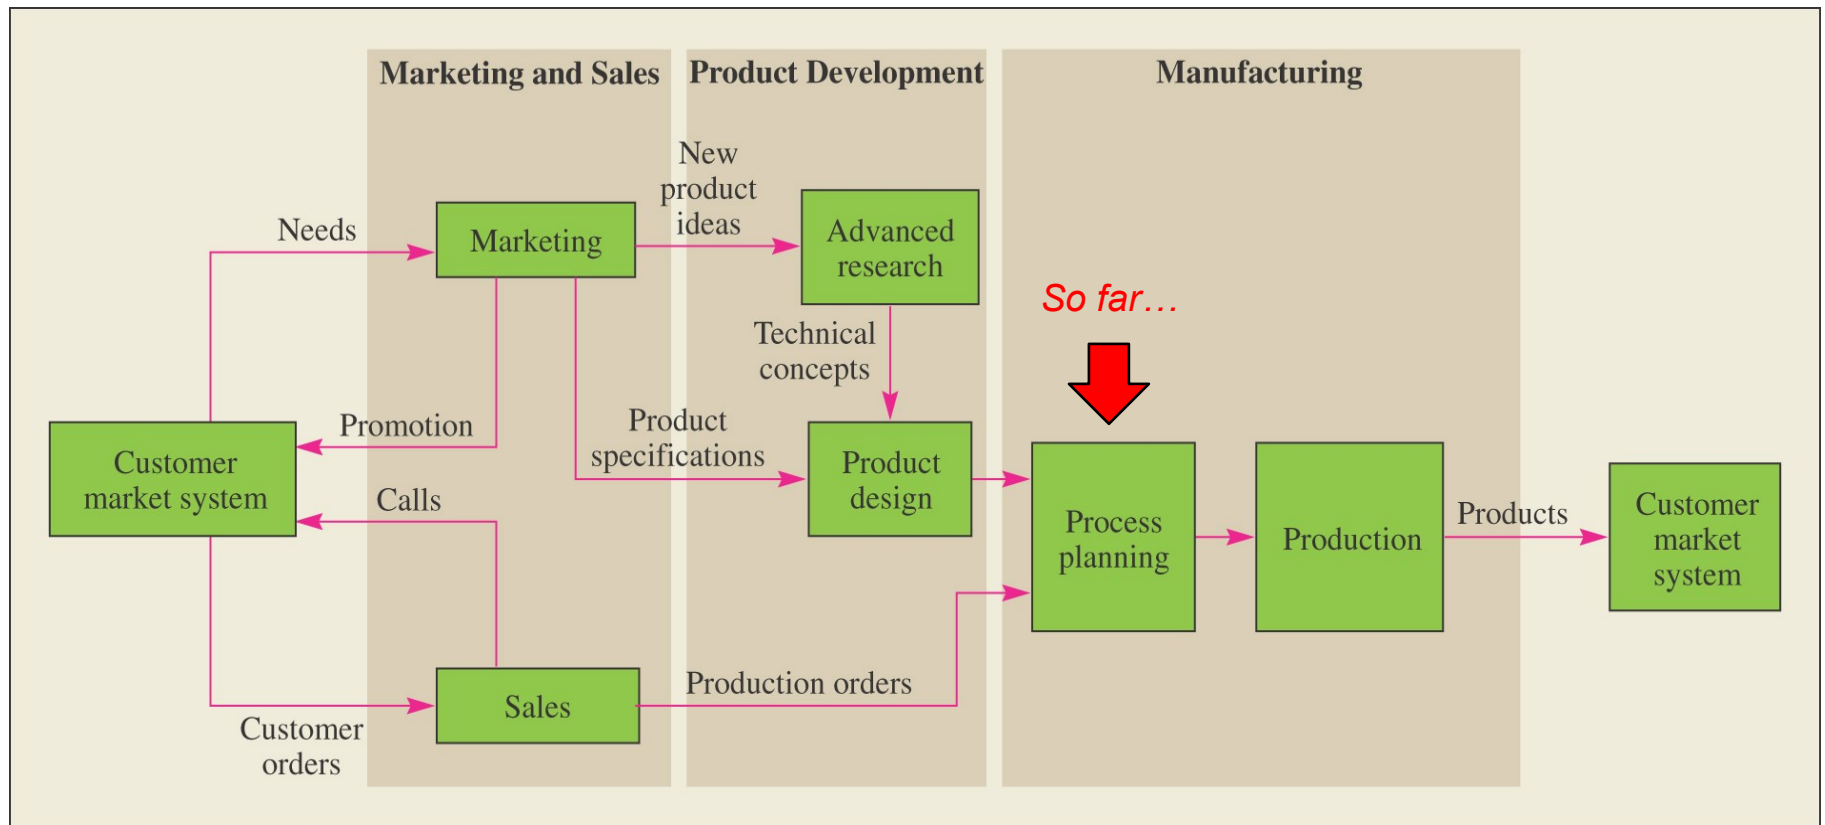 Marketing and Sales
Product Development
Manufacturing
New
product
ideas
Needs
Marketing
Advanced
research
So far…
Technical
concepts
Promotion
Product
specifications
Customer
market system
Product
design
Calls
Process
planning
Production
Products
Customer
market
system
Production orders
Sales
Customer
orders